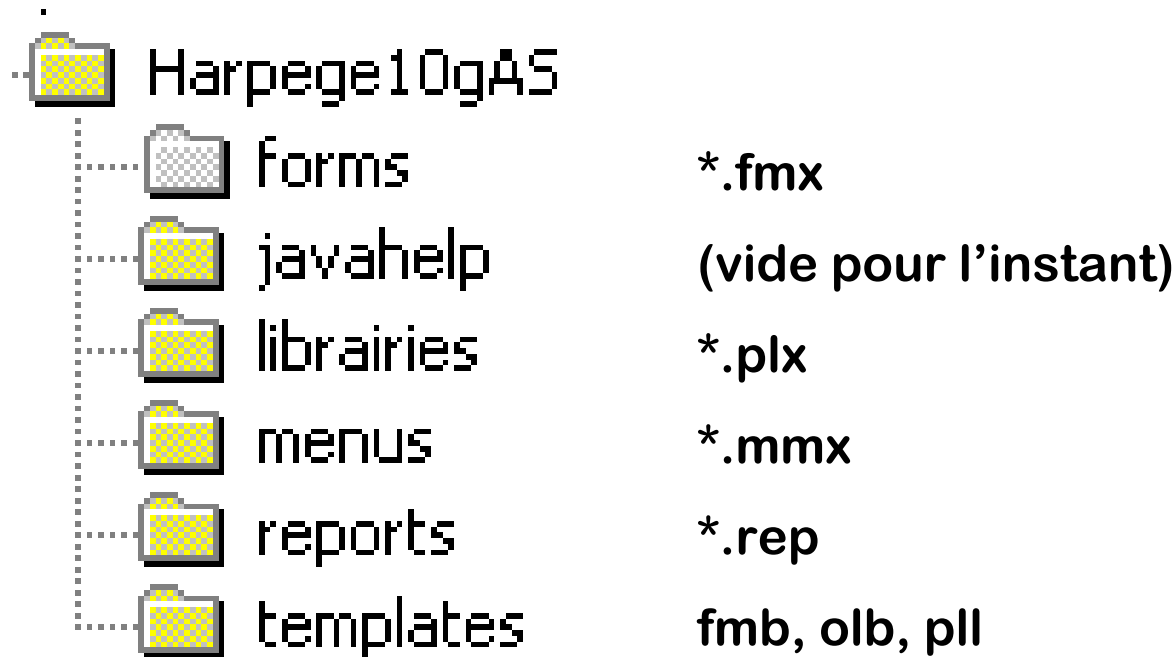 Harpege10gAS
forms *.fmx
javahelp (vide pour l’instant)
librairies *.plx
menus *.mmx
reports *.rep
templates fmb, olb, pll